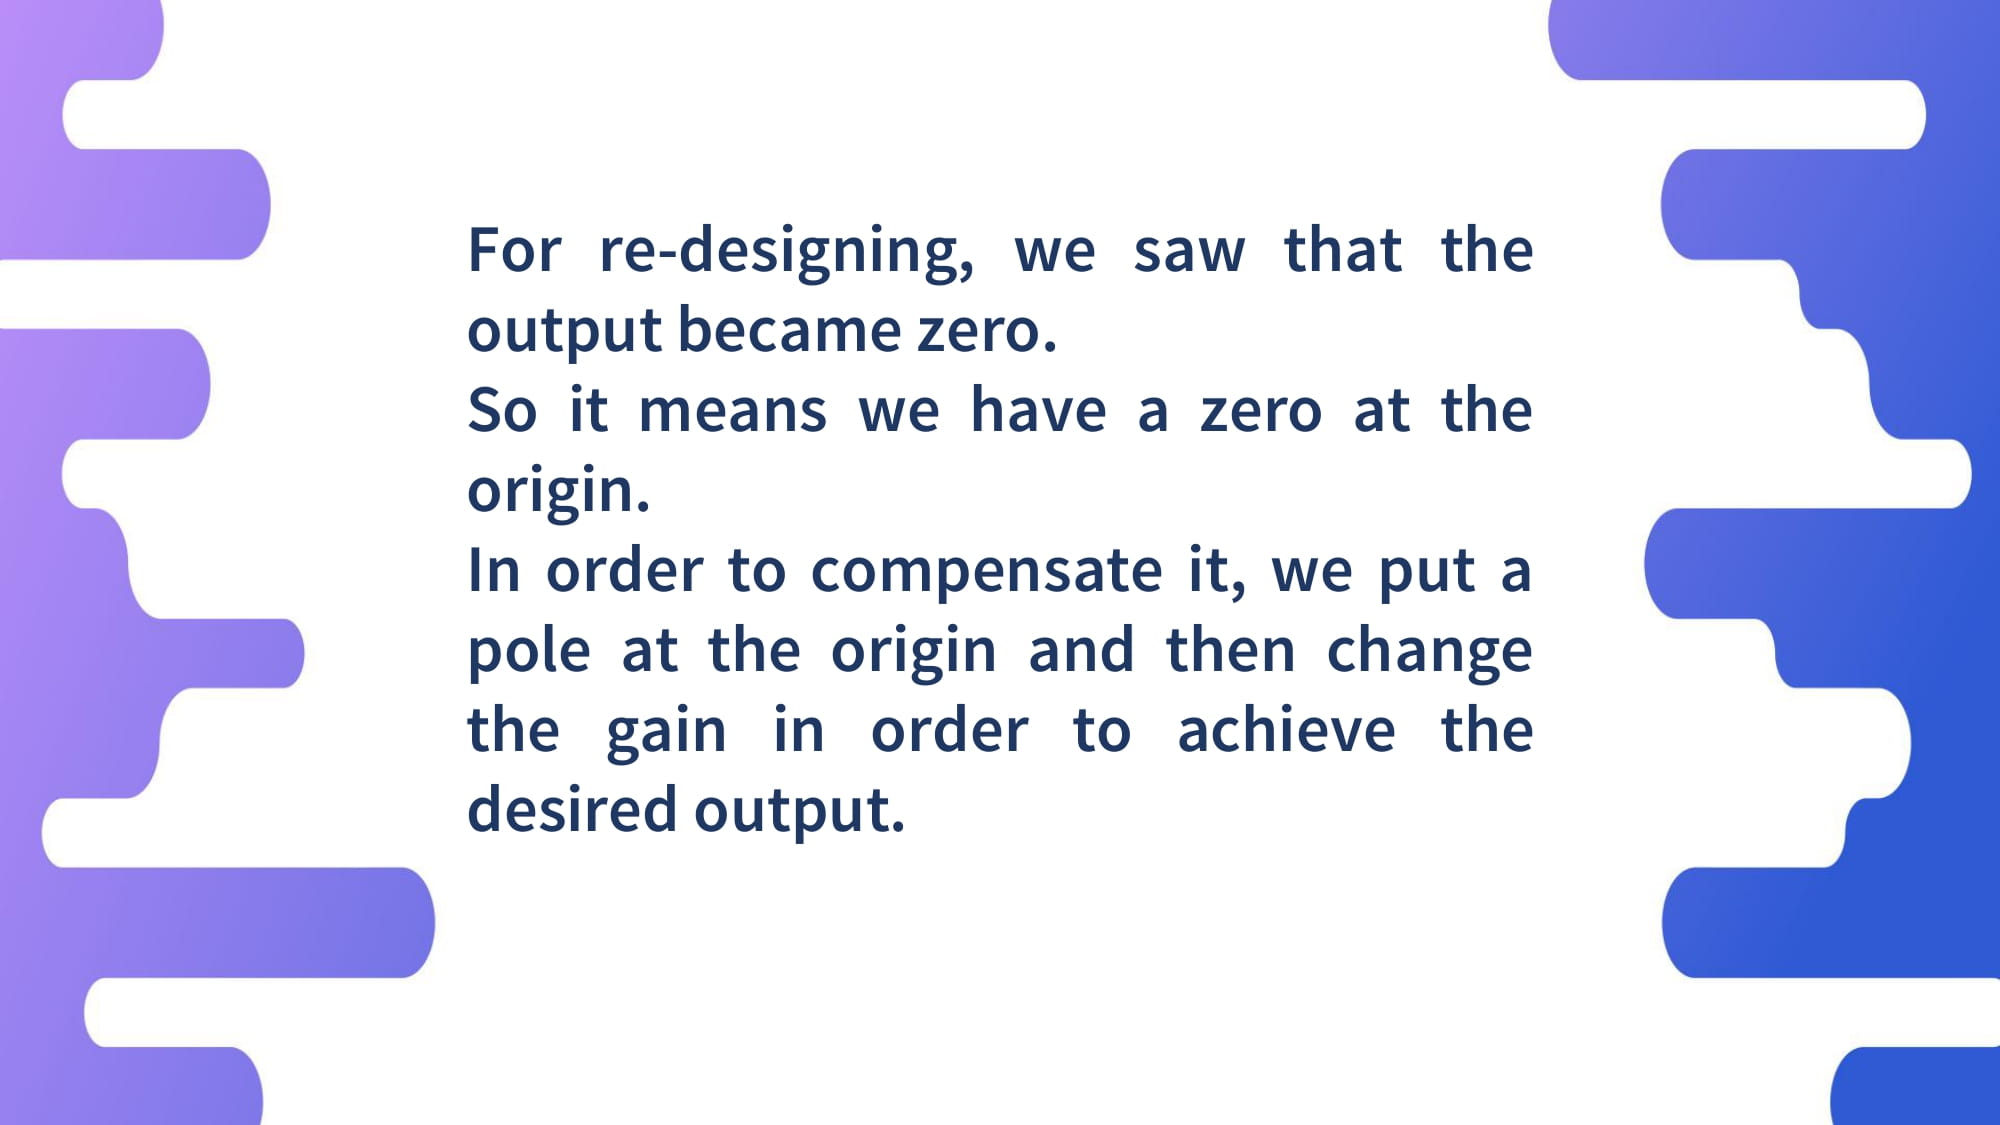 For re-designing, we saw that the
output became zero.
So it means we have a zero at the
origin.
In order to compensate it, we put a
pole at the origin and then change
the gain in order to achieve the
desired output.